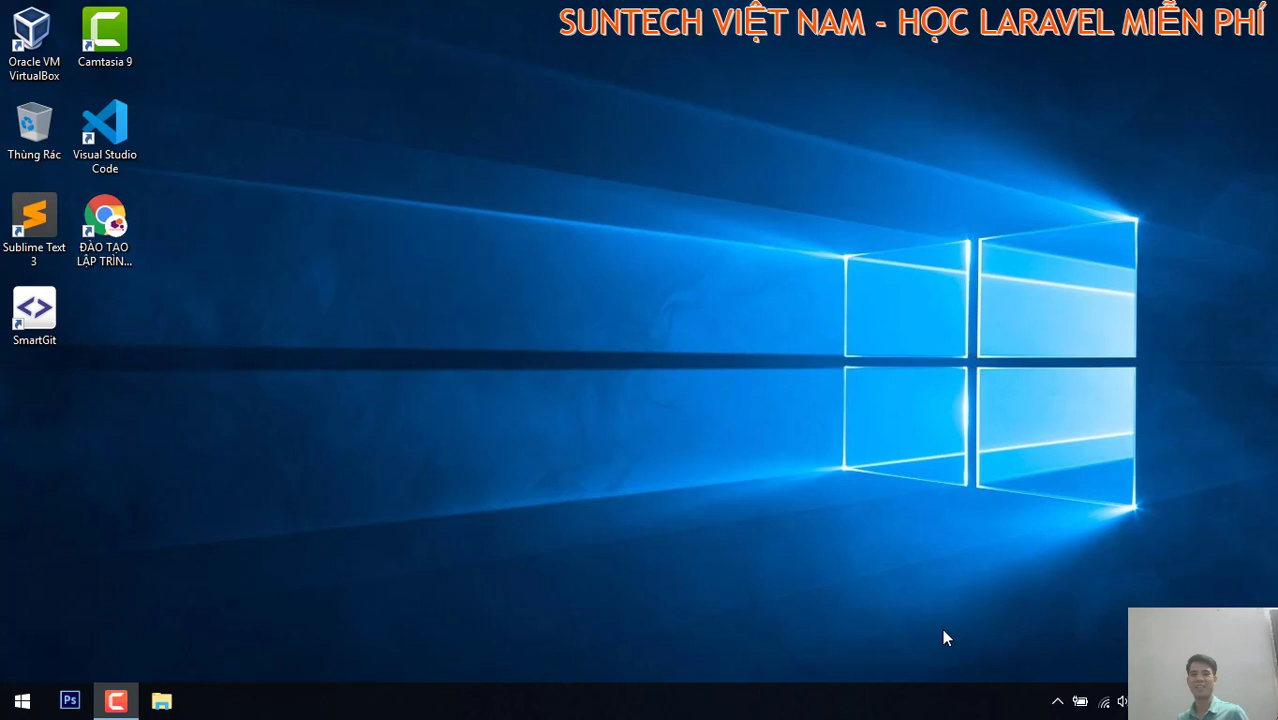 SUNTECH VIỆT NAM - HỌC LARAVEL MIỄN PHÍ
Oracle VM
VirtualBox
Camtasia 9
Thùng Rác
Visual Studio
Code
Sublime Text
3
ĐÀO TẠO
LẬP TRÌN...
SmartGit
Ps